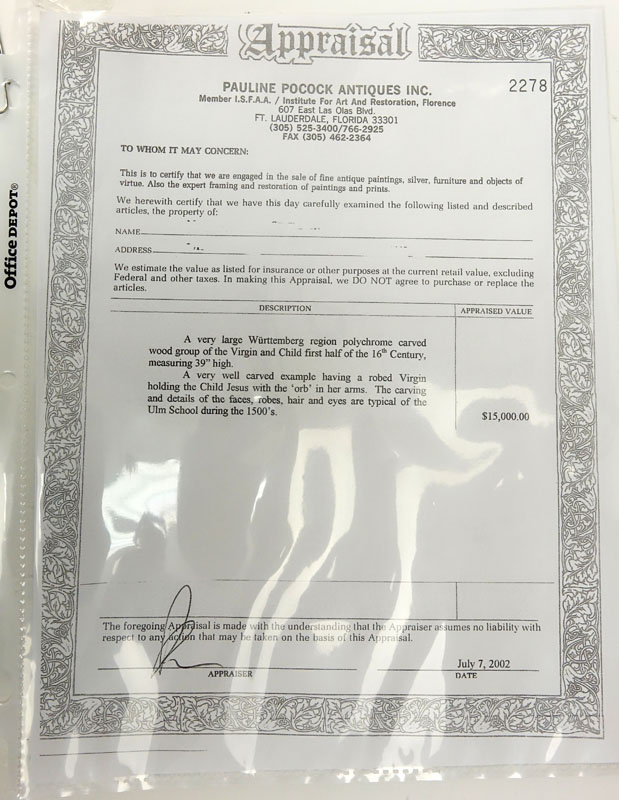 Appraisal
PAULINE POCOCK ANTIQUES INC.
2278
Member I.S.F.A.A. / Institute For Art And Restoration, Florence
607 East Las Olas Blvd.
FT. LAUDERDALE, FLORIDA 33301
(305) 525-3400/766-2925
FAX (305) 462-2364
TO WHOM IT MAY CONCERN:
This is to certify that we are engaged in the sale of fine antique paintings, silver, furniture and objects of
virtue. Also the expert framing and restoration of paintings and prints.
We herewith certify that we have this day carefully examined the following listed and described
articles, the property of:
NAME
ADDRESS
We estimate the value as listed for insurance or other purposes at the current retail value, excluding
Federal and other taxes. In making this Appraisal, we DO NOT agree to purchase or replace the
articles.
DESCRIPTION
APPRAISED VALUE
A very large Württemberg region polychrome carved
wood group of the Virgin and Child first half of the 16th Century,
measuring 39” high.
A very well carved example having a robed Virgin
holding the Child Jesus with the ‘orb’ in her arms. The carving
and details of the faces, robes, hair and eyes are typical of the
Ulm School during the 1500’s.
$15,000.00
The foregoing Appraisal is made with the understanding that the Appraiser assumes no liability with
respect to any action that may be taken on the basis of this Appraisal.
July 7, 2002
APPRAISER
DATE
Office DEPOT®